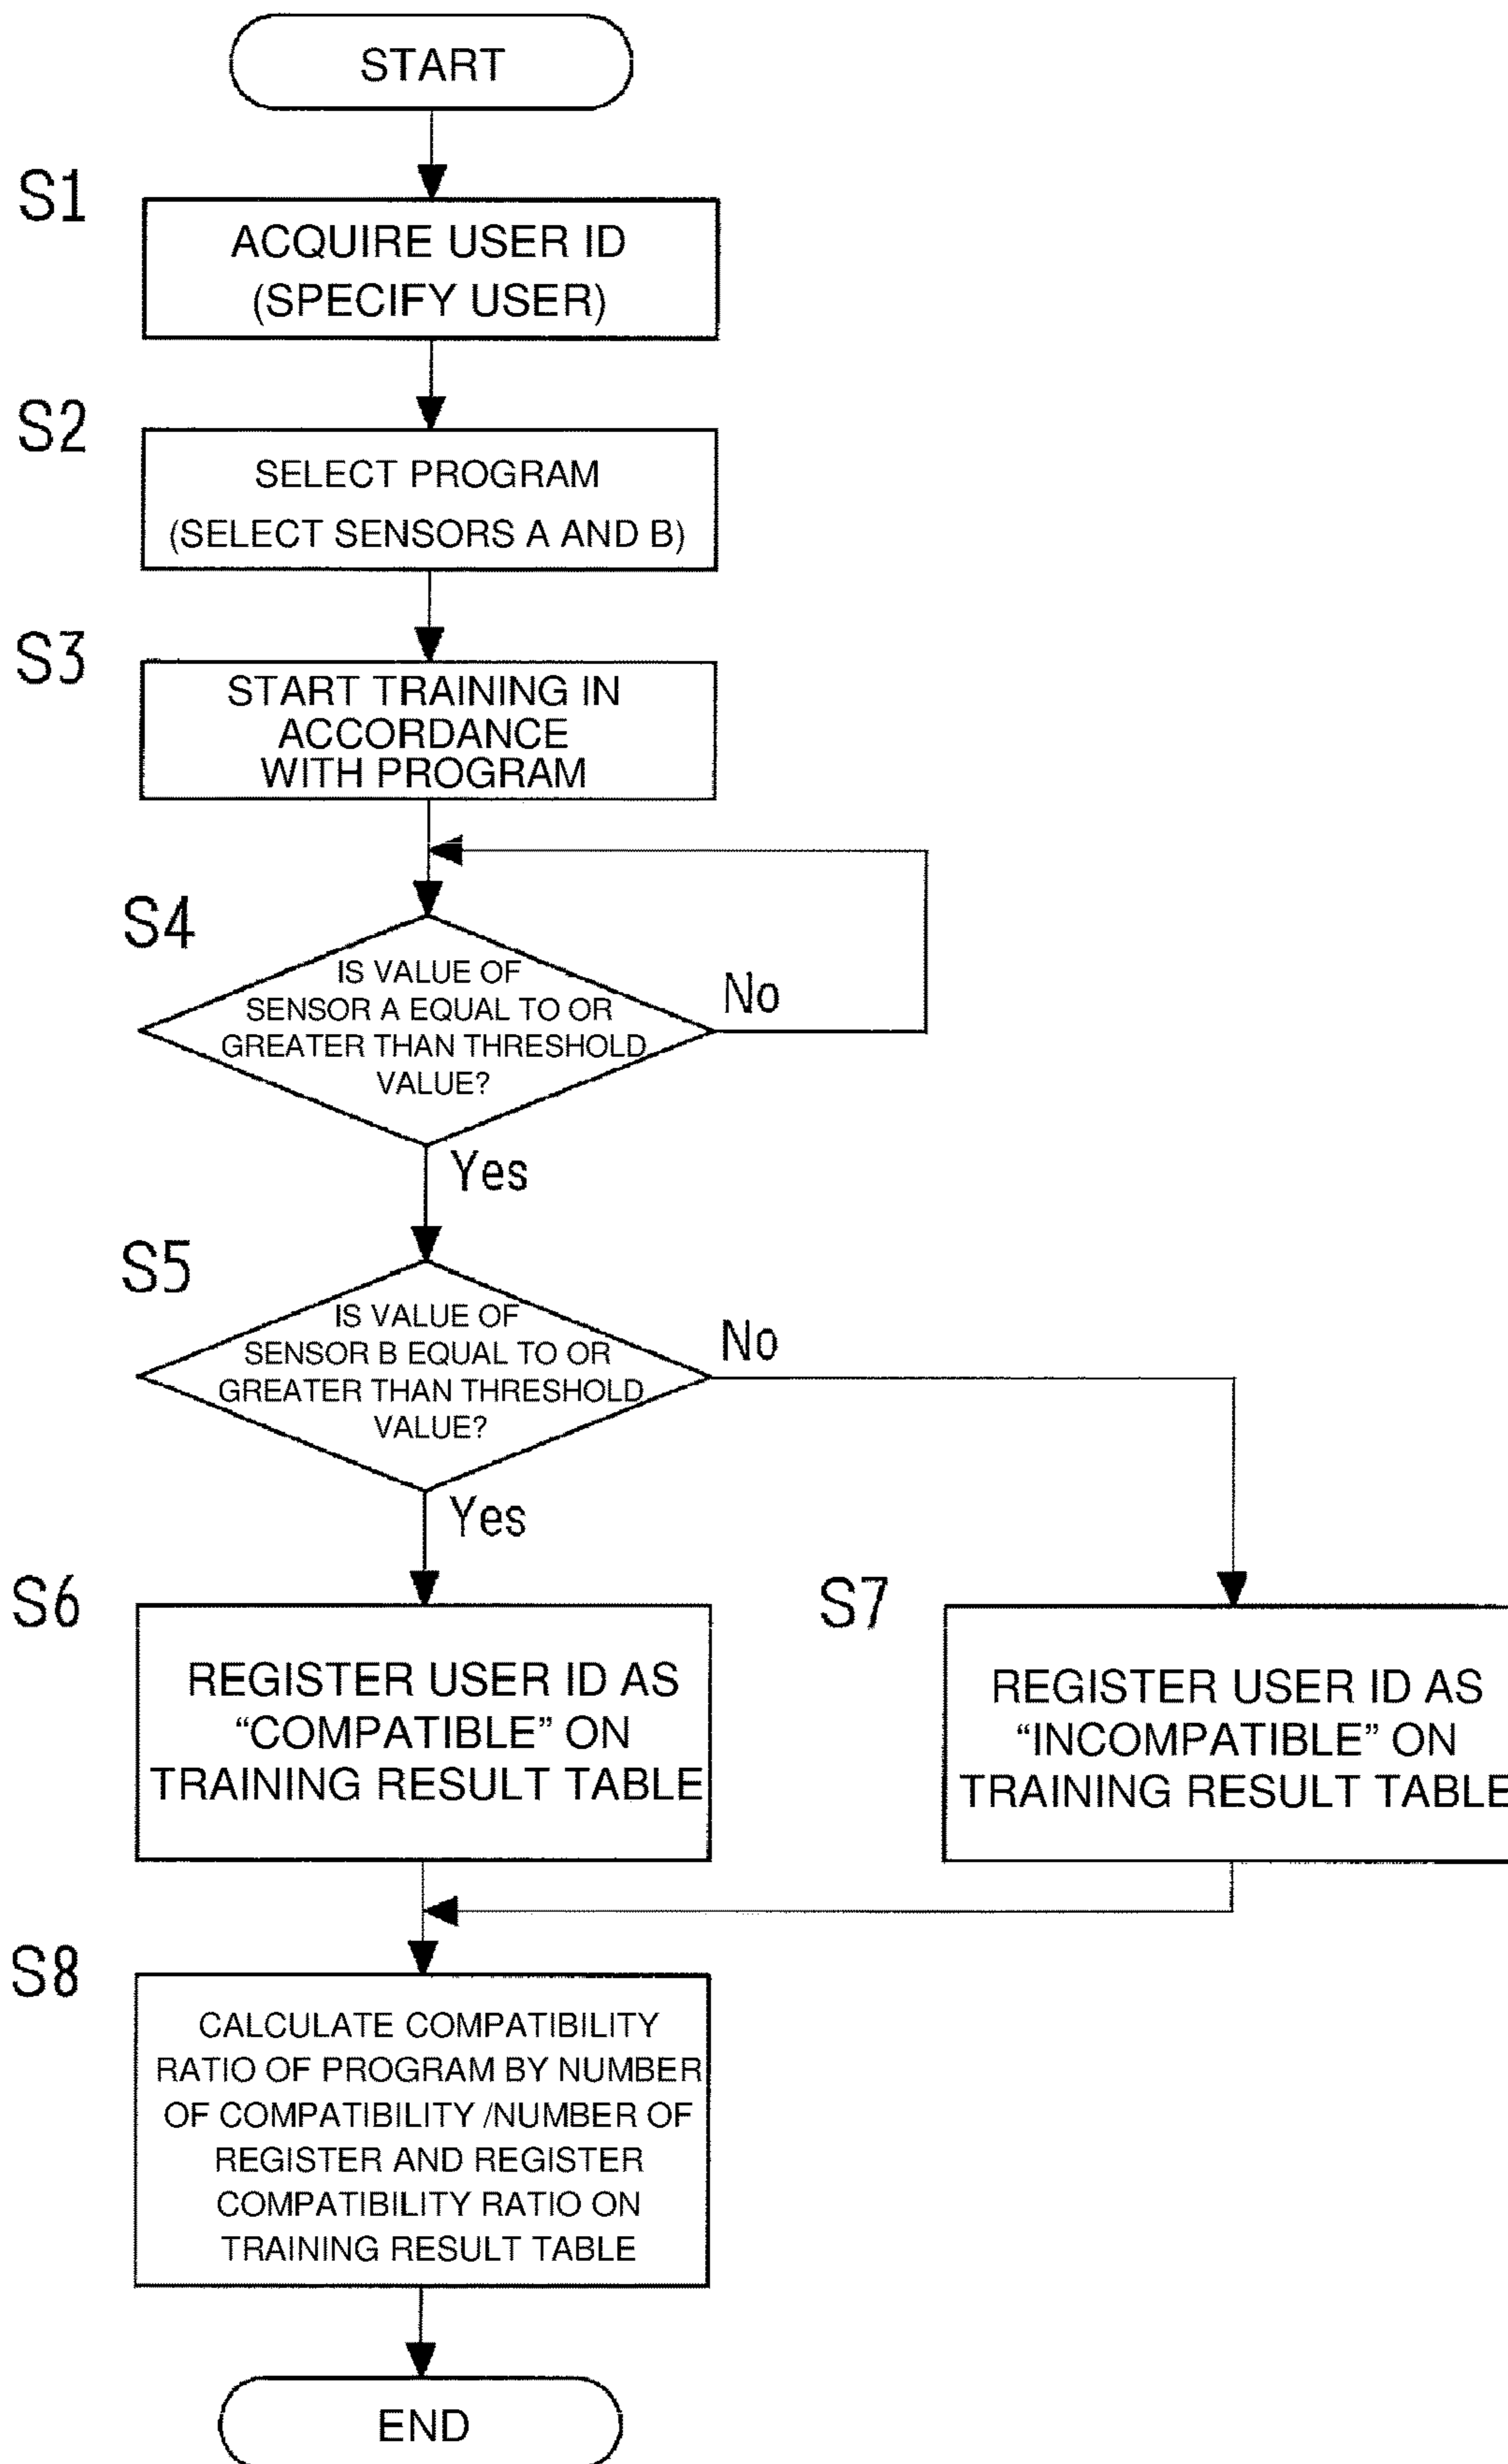 START
S1
ACQUIRE USER ID
(SPECIFY USER)
S2
SELECT PROGRAM
(SELECT SENSORS A AND B)
S3
START TRAINING IN
ACCORDANCE
WITH PROGRAM
S4
IS VALUE OF
SENSOR A EQUAL TO OR
GREATER THAN THRESHOLD
VALUE?
No
Yes
S5
IS VALUE OF
SENSOR B EQUAL TO OR
GREATER THAN THRESHOLD
VALUE?
No
Yes
S6
REGISTER USER ID AS
“COMPATIBLE” ON
TRAINING RESULT TABLE
S7
REGISTER USER ID AS
“INCOMPATIBLE” ON
TRAINING RESULT TABLE
S8
CALCULATE COMPATIBILITY
RATIO OF PROGRAM BY NUMBER
OF COMPATIBILITY /NUMBER OF
REGISTER AND REGISTER
COMPATIBILITY RATIO ON
TRAINING RESULT TABLE
END